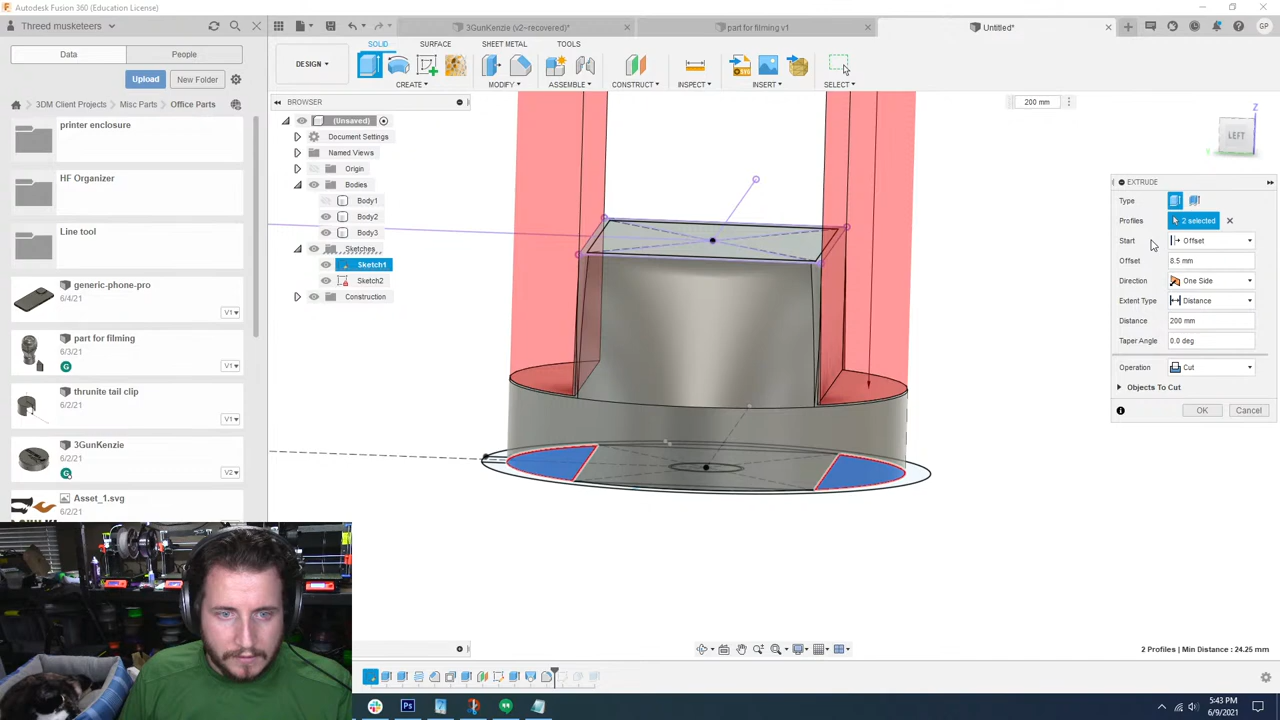 Autodesk Fusion 360 (Education License)
Threed musketeers
3GunKenzie (v2~recovered)*
part for filming v1
Untitled*
GP
Data
People
Upload
New Folder
3DM Client Projects
Misc Parts
Office Parts
printer enclosure
HF Organizer
Line tool
generic-phone-pro
6/4/21
V1
part for filming
6/3/21
G
V1
thrunite tail clip
6/2/21
V1
3GunKenzie
6/2/21
G
V2
Asset_1.svg
6/2/21
DESIGN
SOLID
SURFACE
SHEET METAL
TOOLS
CREATE
MODIFY
ASSEMBLE
CONSTRUCT
INSPECT
INSERT
SELECT
BROWSER
(Unsaved)
Document Settings
Named Views
Origin
Bodies
Body1
Body2
Body3
Sketches
Sketch1
Sketch2
Construction
200 mm
Z
LEFT
EXTRUDE
Type
Profiles
2 selected
Start
Offset
Offset
8.5 mm
Direction
One Side
Extent Type
Distance
Distance
200 mm
Taper Angle
0.0 deg
Operation
Cut
Objects To Cut
OK
Cancel
2 Profiles | Min Distance : 24.25 mm
5:43 PM
6/9/2021